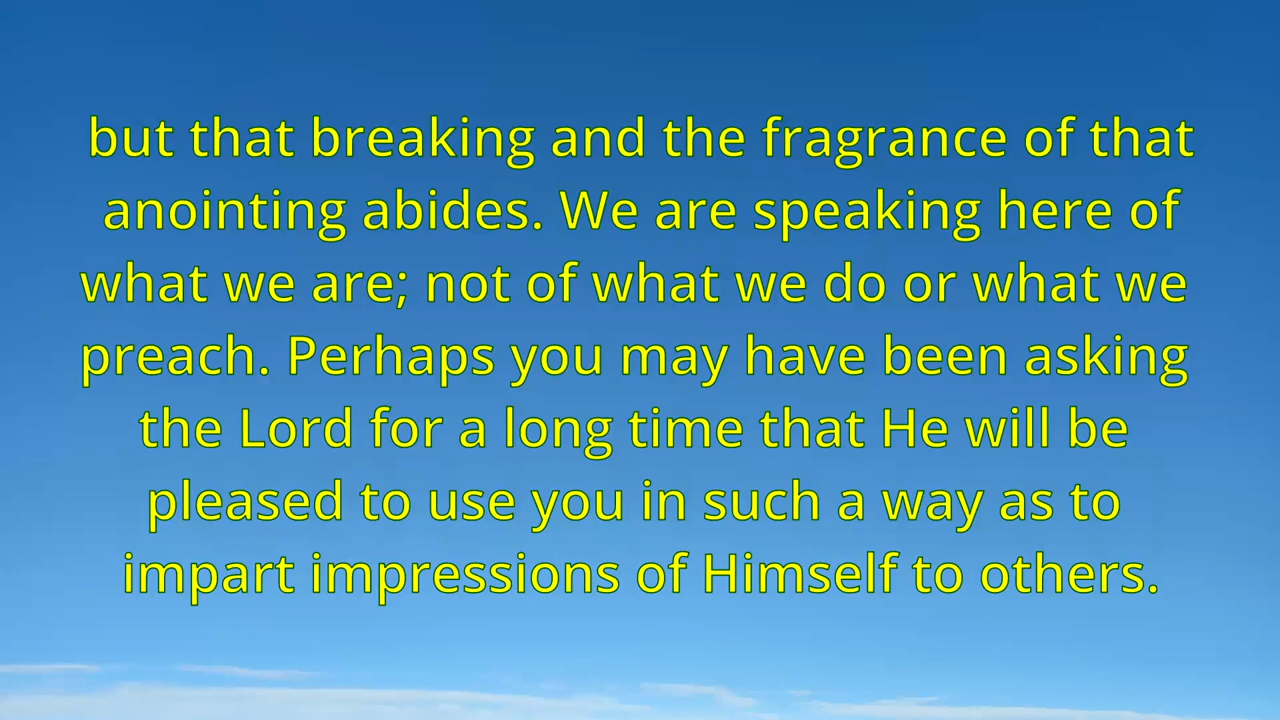 but that breaking and the fragrance of that
anointing abides. We are speaking here of
what we are; not of what we do or what we
preach. Perhaps you may have been asking
the Lord for a long time that He will be
pleased to use you in such a way as to
impart impressions of Himself to others.